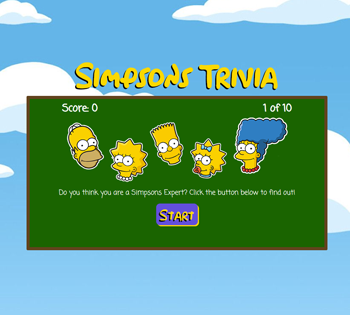 Simpsons Trivia
Score: 0 1 of 10
Do you think you are a Simpsons Expert? Click the button below to find out!
Start